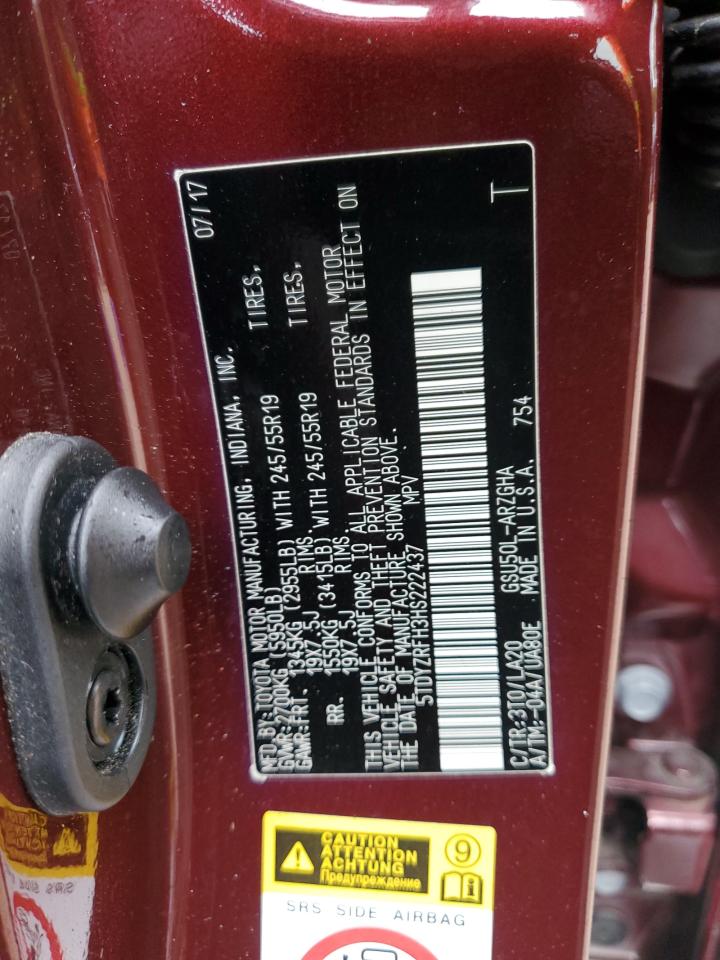 MFD. BY: TOYOTA MOTOR MANUFACTURING, INDIANA, INC. 07/17
GVWR: 2700KG (5950LB)
GAWR: FRT. 1345KG (2955LB) WITH 245/55R19 TIRES,
19X7.5J RIMS
RR. 1550KG (3415LB) WITH 245/55R19 TIRES,
19X7.5J RIMS.
THIS VEHICLE CONFORMS TO ALL APPLICABLE FEDERAL MOTOR
VEHICLE SAFETY AND THEFT PREVENTION STANDARDS IN EFFECT ON
THE DATE OF MANUFACTURE SHOWN ABOVE.
5TDYZRFH3HS222437 MPV
C/TR:3T0/LA20 GSU50L-ARZGHA T
A/TM:-04A/UA80E MADE IN U.S.A. 754
CAUTION
ATTENTION
ACHTUNG
Предупреждение
9
SRS SIDE AIRBAG